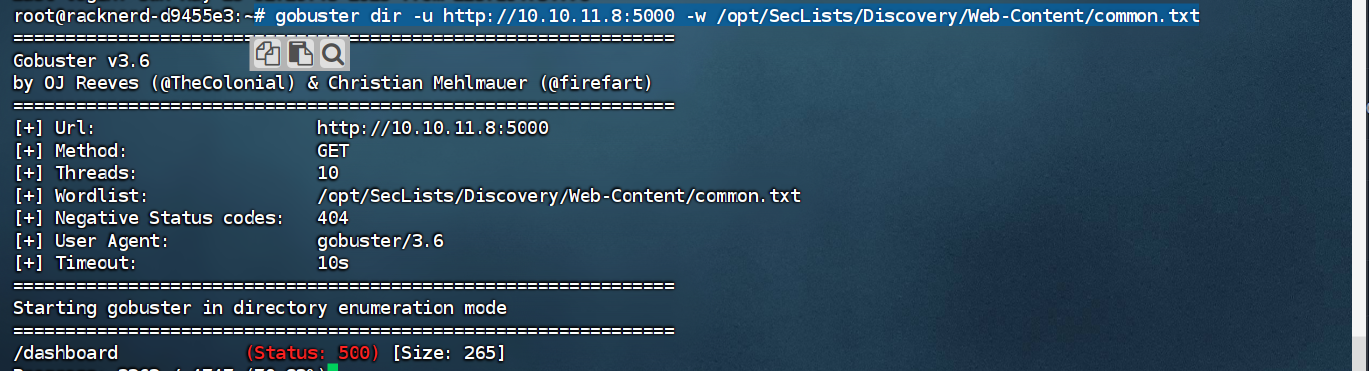 root@racknerd-d9455e3:~# gobuster dir -u http://10.10.11.8:5000 -w /opt/SecLists/Discovery/Web-Content/common.txt
===============================================================
Gobuster v3.6
by OJ Reeves (@TheColonial) & Christian Mehlmauer (@firefart)
===============================================================
[+] Url:                     http://10.10.11.8:5000
[+] Method:                  GET
[+] Threads:                 10
[+] Wordlist:                /opt/SecLists/Discovery/Web-Content/common.txt
[+] Negative Status codes:   404
[+] User Agent:              gobuster/3.6
[+] Timeout:                 10s
===============================================================
Starting gobuster in directory enumeration mode
===============================================================
/dashboard            (Status: 500) [Size: 265]